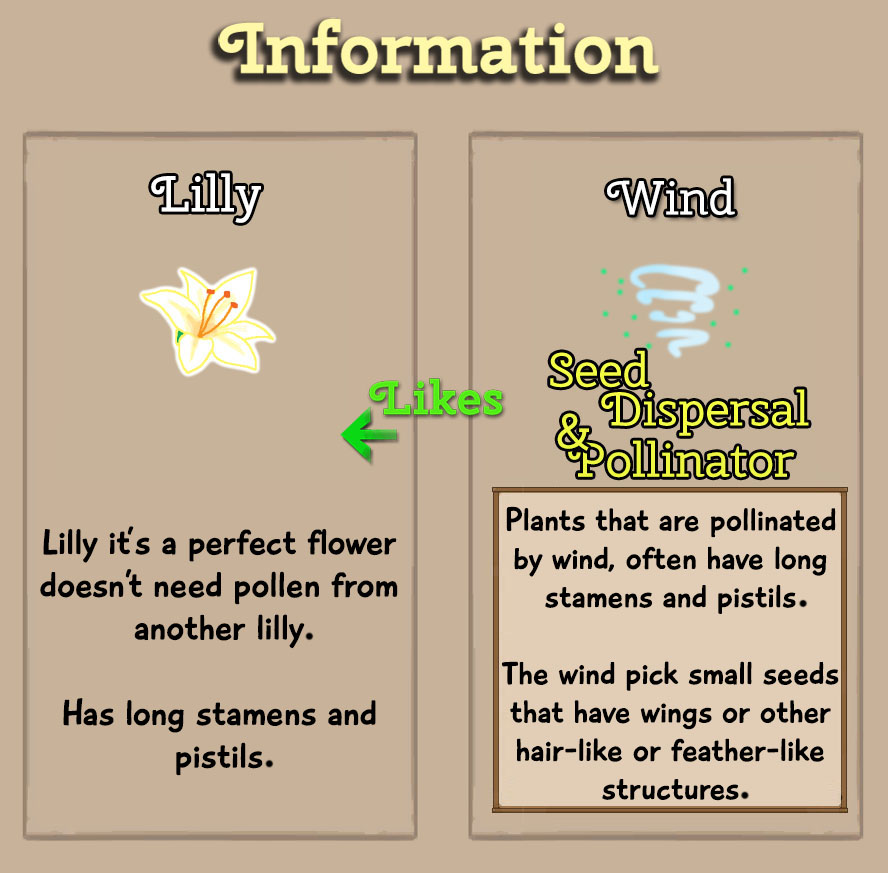 Information
Lilly
Lilly it's a perfect flower
doesn't need pollen from
another lilly.
Has long stamens and
pistils.
Likes
Wind
Seed
Dispersal
&
Pollinator
Plants that are pollinated
by wind, often have long
stamens and pistils.
The wind pick small seeds
that have wings or other
hair-like or feather-like
structures.